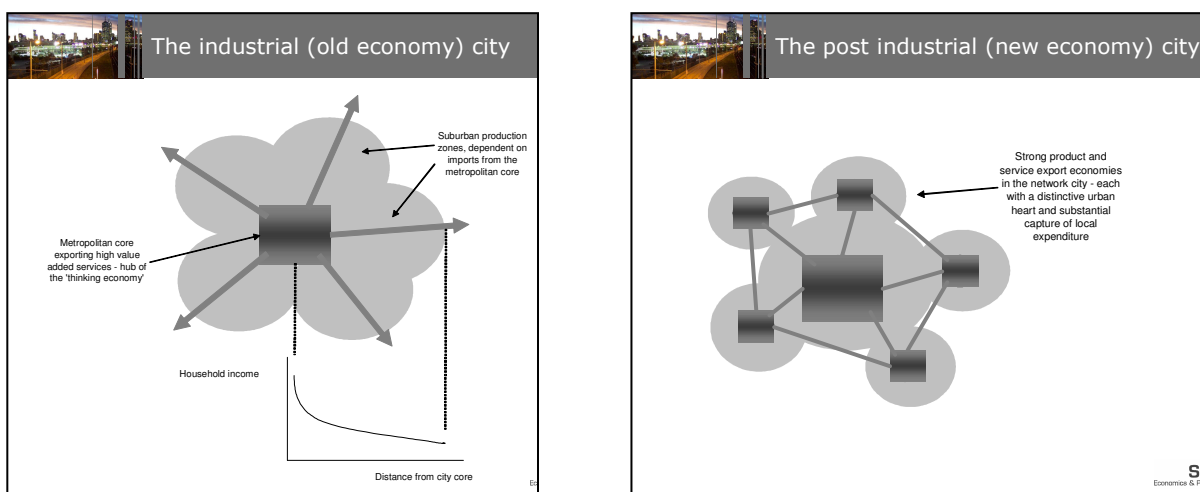 The industrial (old economy) city
Suburban production
zones, dependent on
imports from the
metropolitan core
Metropolitan core
exporting high value
added services - hub of
the 'thinking economy'
Household income
Distance from city core
The post industrial (new economy) city
Strong product and
service export economies
in the network city - each
with a distinctive urban
heart and substantial
capture of local
expenditure
Economics &